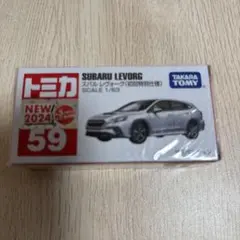 トミカ
SUBARU LEVORG
スバル レヴォーグ(初回特別仕様)
SCALE 1/63
TAKARA
TOMY
NEW
2024
59